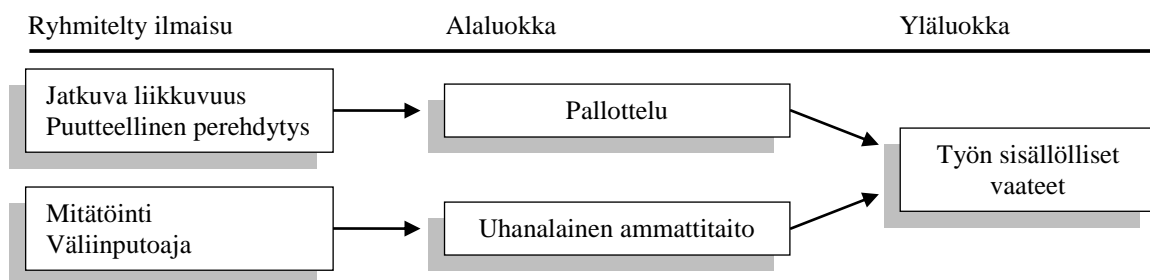 Ryhmitelty ilmaisu Alaluokka Yläluokka
Jatkuva liikkuvuus
Puutteellinen perehdytys
Pallottelu
Työn sisällölliset
vaateet
Mitätöinti
Väliinputoaja
Uhanalainen ammattitaito